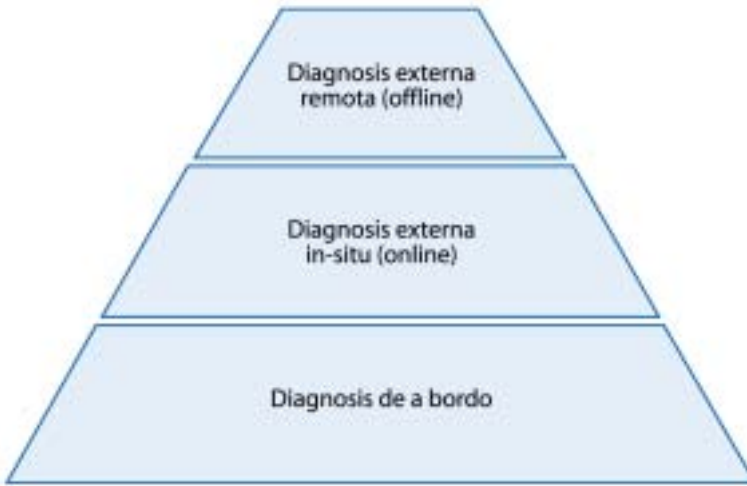 Diagnosis externa
remota (offline)
Diagnosis externa
in-situ (online)
Diagnosis de a bordo